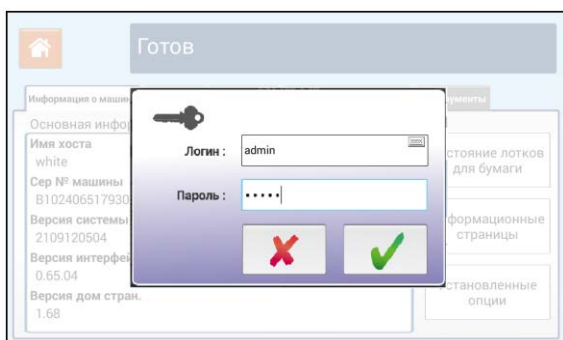 Готов
Информация о машин
ументы
Основная инфор
Имя хоста
white
Сер № машины
B102406517930
Версия системы
2109120504
Версия интерфей
0.65.04
Версия дом стран.
1.68
Логин :
admin
Пароль :
•••••
стояние лотков
для бумаги
формационные
страницы
становленные
опции